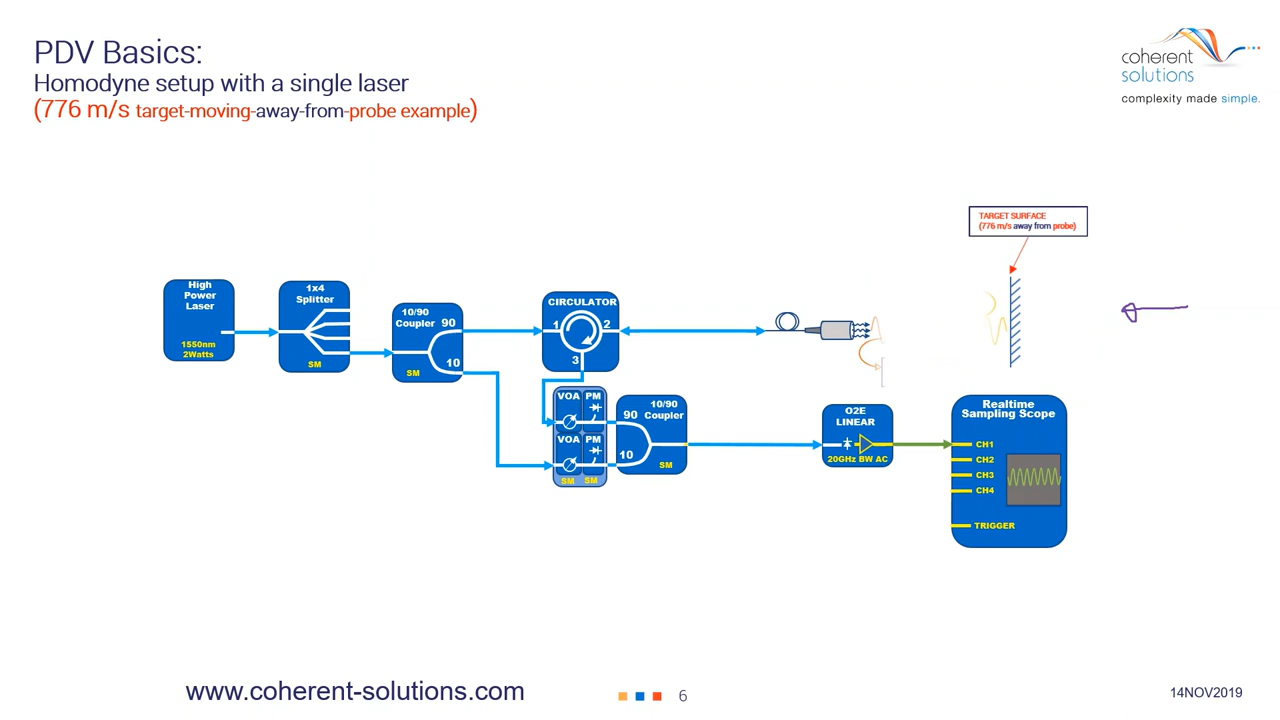 PDV Basics:
Homodyne setup with a single laser
(776 m/s target-moving-away-from-probe example)
coherent
solutions
complexity made simple.
TARGET SURFACE
(776 m/s away from probe)
High
Power
Laser
1550nm
2Watts
1x4
Splitter
SM
10/90
Coupler
90
10
SM
CIRCULATOR
1
2
3
VOA
PM
VOA
PM
SM
SM
10/90
Coupler
90
10
SM
O2E
LINEAR
20GHz BW AC
Realtime
Sampling Scope
CH1
CH2
CH3
CH4
TRIGGER
www.coherent-solutions.com
6
14NOV2019